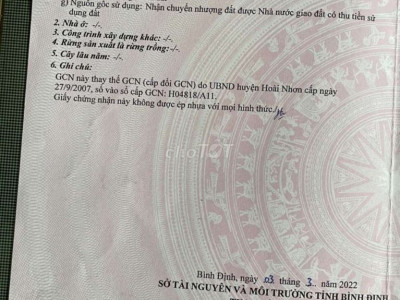 g) Nguồn gốc sử dụng: Nhận chuyển nhượng đất được Nhà nước giao đất có thu tiền sử
dụng đất
2. Nhà ở: -/-.
3. Công trình xây dựng khác: -/-.
4. Rừng sản xuất là rừng trồng: -/-.
5. Cây lâu năm: -/-.
6. Ghi chú:
GCN này thay thế GCN (cấp đổi GCN) do UBND huyện Hoài Nhơn cấp ngày
27/9/2007, số vào sổ cấp GCN: H04818/A11.
Giấy chứng nhận này không được ép nhựa với mọi hình thức./.
chợTỐT
Bình Định, ngày 03 tháng 3 năm 2022
SỞ TÀI NGUYÊN VÀ MÔI TRƯỜNG TỈNH BÌNH ĐỊNH